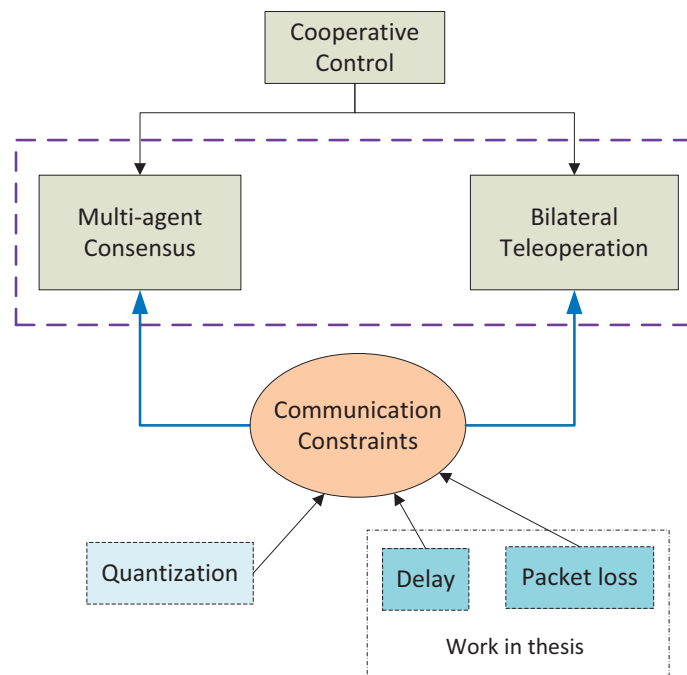 Cooperative
Control
Multi-agent
Consensus
Bilateral
Teleoperation
Communication
Constraints
Quantization
Delay
Packet loss
Work in thesis